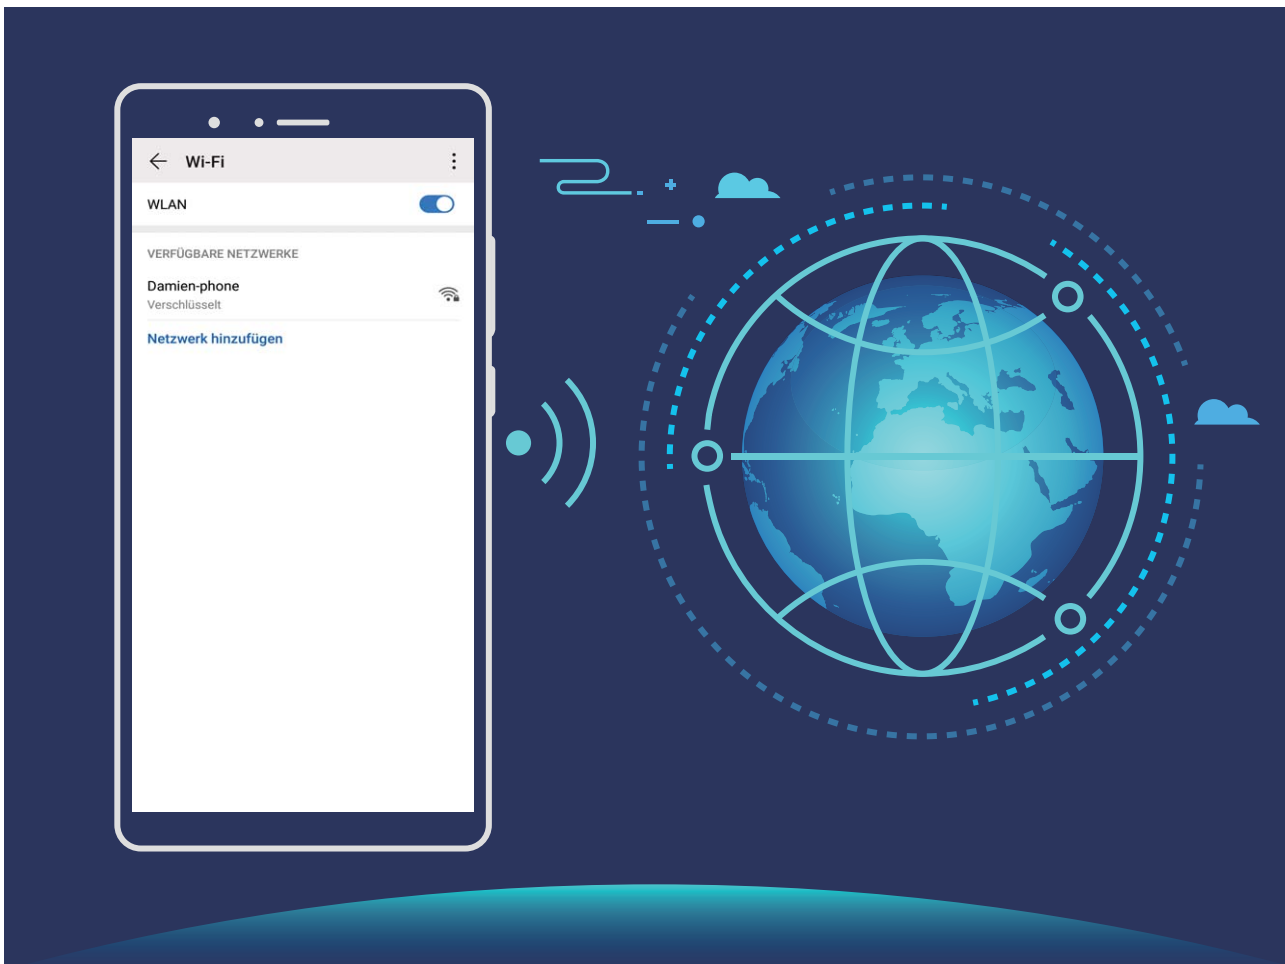 Wi-Fi
WLAN
VERFÜGBARE NETZWERKE
Damien-phone
Verschlüsselt
Netzwerk hinzufügen